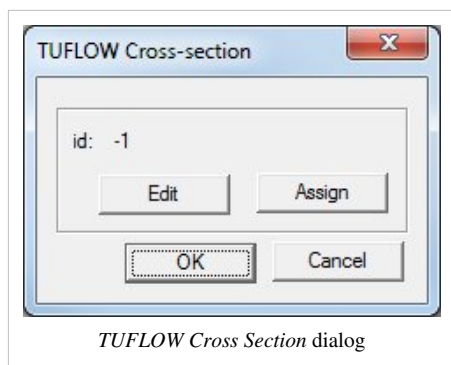 TUFLOW Cross-section
id: -1
Edit Assign
OK Cancel
TUFLOW Cross Section dialog